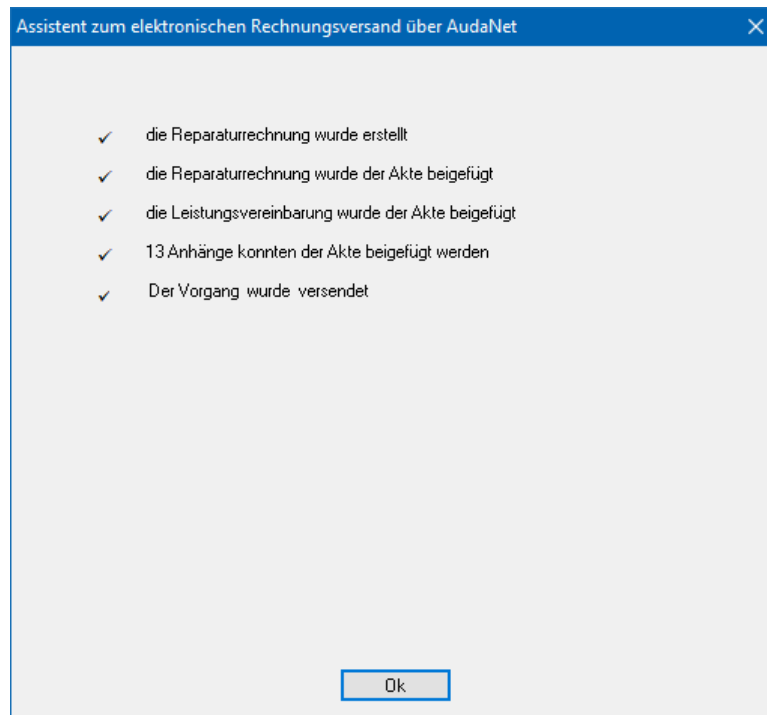 Assistent zum elektronischen Rechnungsversand über AudaNet
die Reparaturrechnung wurde erstellt
die Reparaturrechnung wurde der Akte beigefügt
die Leistungsvereinbarung wurde der Akte beigefügt
13 Anhänge konnten der Akte beigefügt werden
Der Vorgang wurde versendet
Ok